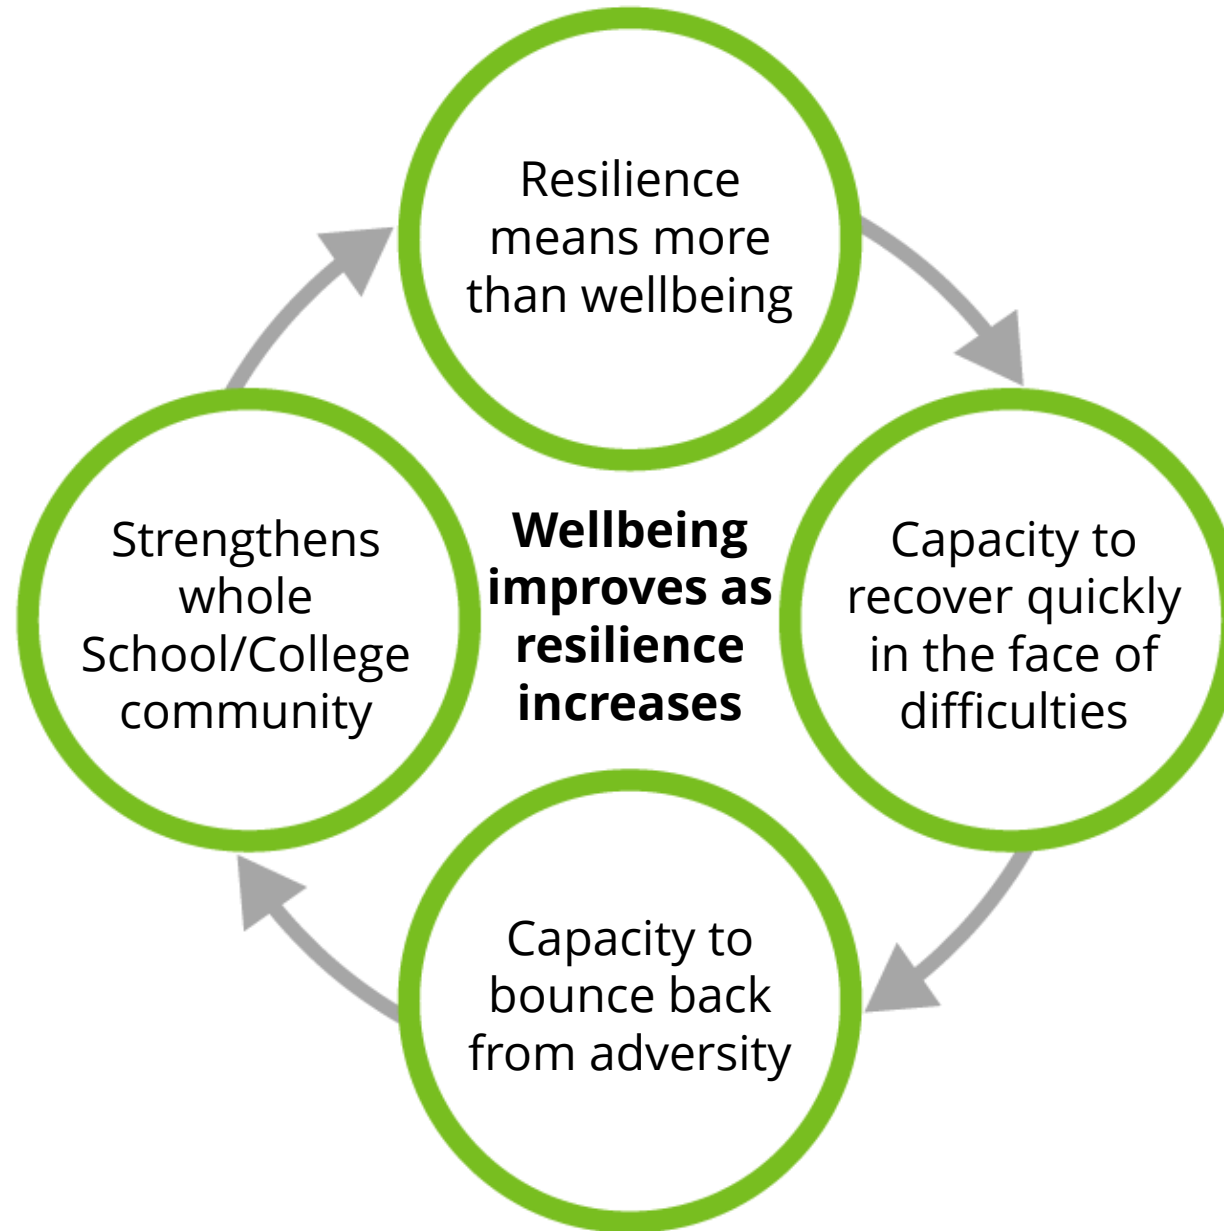 Resilience
means more
than wellbeing
Capacity to
recover quickly
in the face of
difficulties
Capacity to
bounce back
from adversity
Strengthens
whole
School/College
community
Wellbeing
improves as
resilience
increases